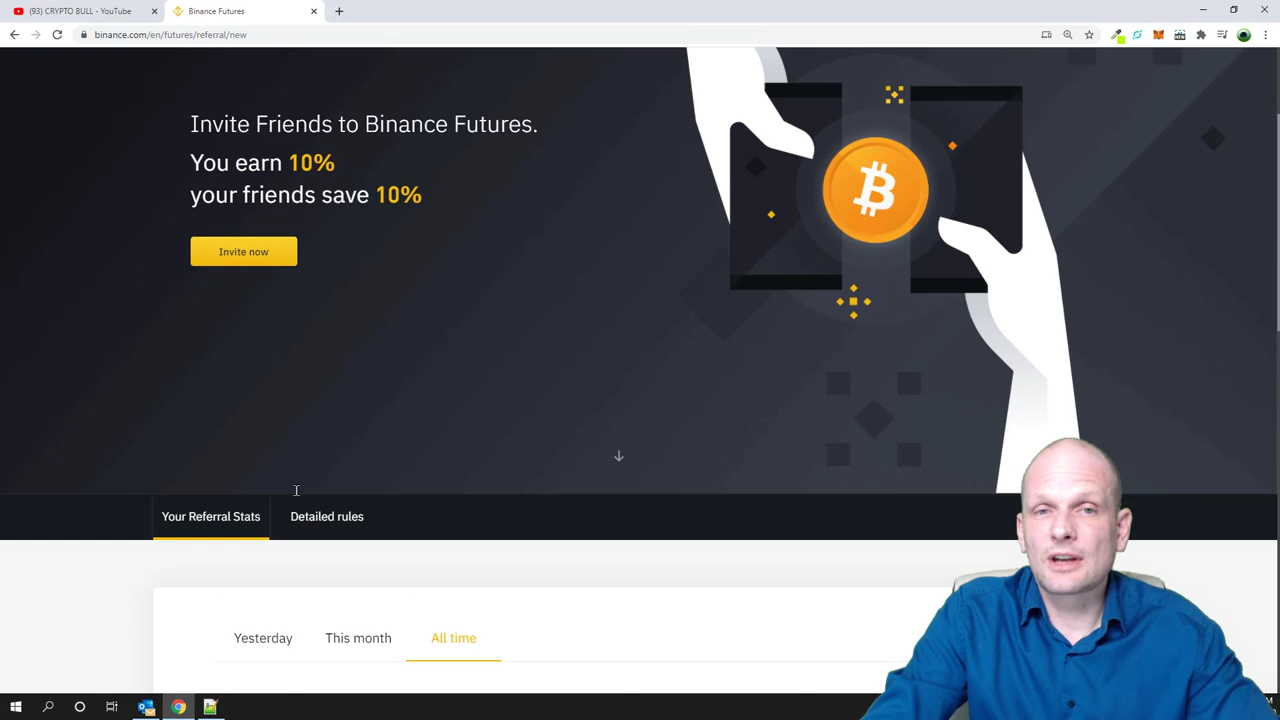 (93) CRYPTO BULL - YouTube
Binance Futures
binance.com/en/futures/referral/new
Invite Friends to Binance Futures.
You earn 10%
your friends save 10%
Invite now
Your Referral Stats
Detailed rules
Yesterday
This month
All time